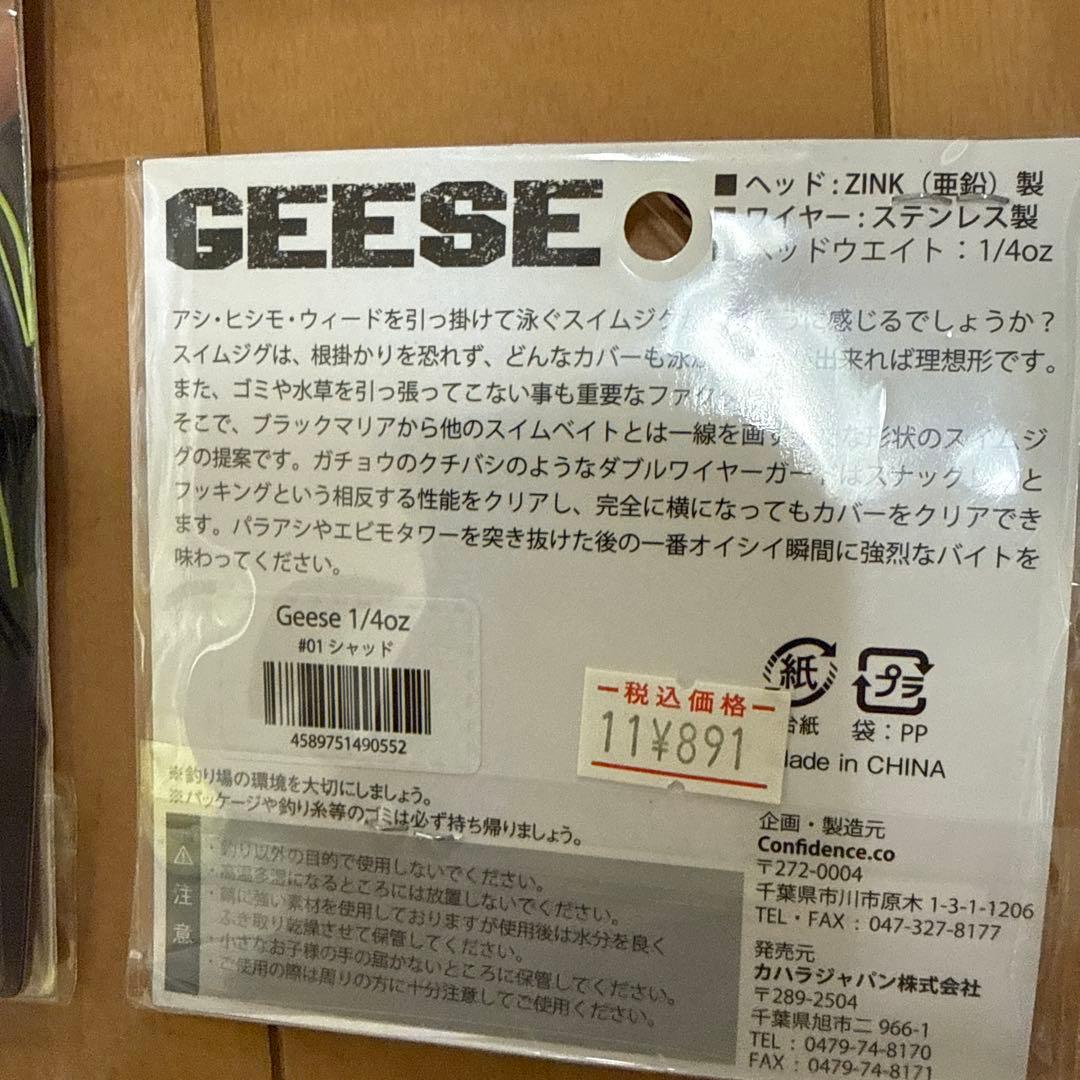 GEESE
■ ヘッド : ZINK（亜鉛）製
ワイヤー : ステンレス製
ッドウエイト : 1/4oz
アシ・ヒシモ・ウィードを引っ掛けて泳ぐスイムジグ 感じるでしょうか？
スイムジグは、根掛かりを恐れず、どんなカバーも泳 出来れば理想形です。
また、ゴミや水草を引っ張ってこない事も重要なファ
そこで、ブラックマリアから他のスイムベイトとは一線を画す な形状のスイムジ
グの提案です。ガチョウのクチバシのようなダブルワイヤーガードはスナッグ と
フッキングという相反する性能をクリアし、完全に横になってもカバーをクリアでき
ます。パラアシやエビモタワーを突き抜けた後の一番オイシイ瞬間に強烈なバイトを
味わってください。
Geese 1/4oz
#01 シャッド
4589751490552
税込価格
11¥891
紙
プラ
台紙
袋 : PP
Made in CHINA
※釣り場の環境を大切にしましょう。
※パッケージや釣り糸等のゴミは必ず持ち帰りましょう。
注意
・釣り以外の目的で使用しないでください。
・高温多湿になるところには放置しないでください。
・錆に強い素材を使用しておりますが使用後は水分を良く
ふき取り乾燥させて保管してください。
・小さなお子様の手の届かないところに保管してください。
・ご使用の際は周りの方に十分注意してご使用ください。
企画・製造元
Confidence.co
〒272-0004
千葉県市川市原木 1-3-1-1206
TEL・FAX : 047-327-8177
発売元
カハラジャパン株式会社
〒289-2504
千葉県旭市二 966-1
TEL : 0479-74-8170
FAX : 0479-74-8171